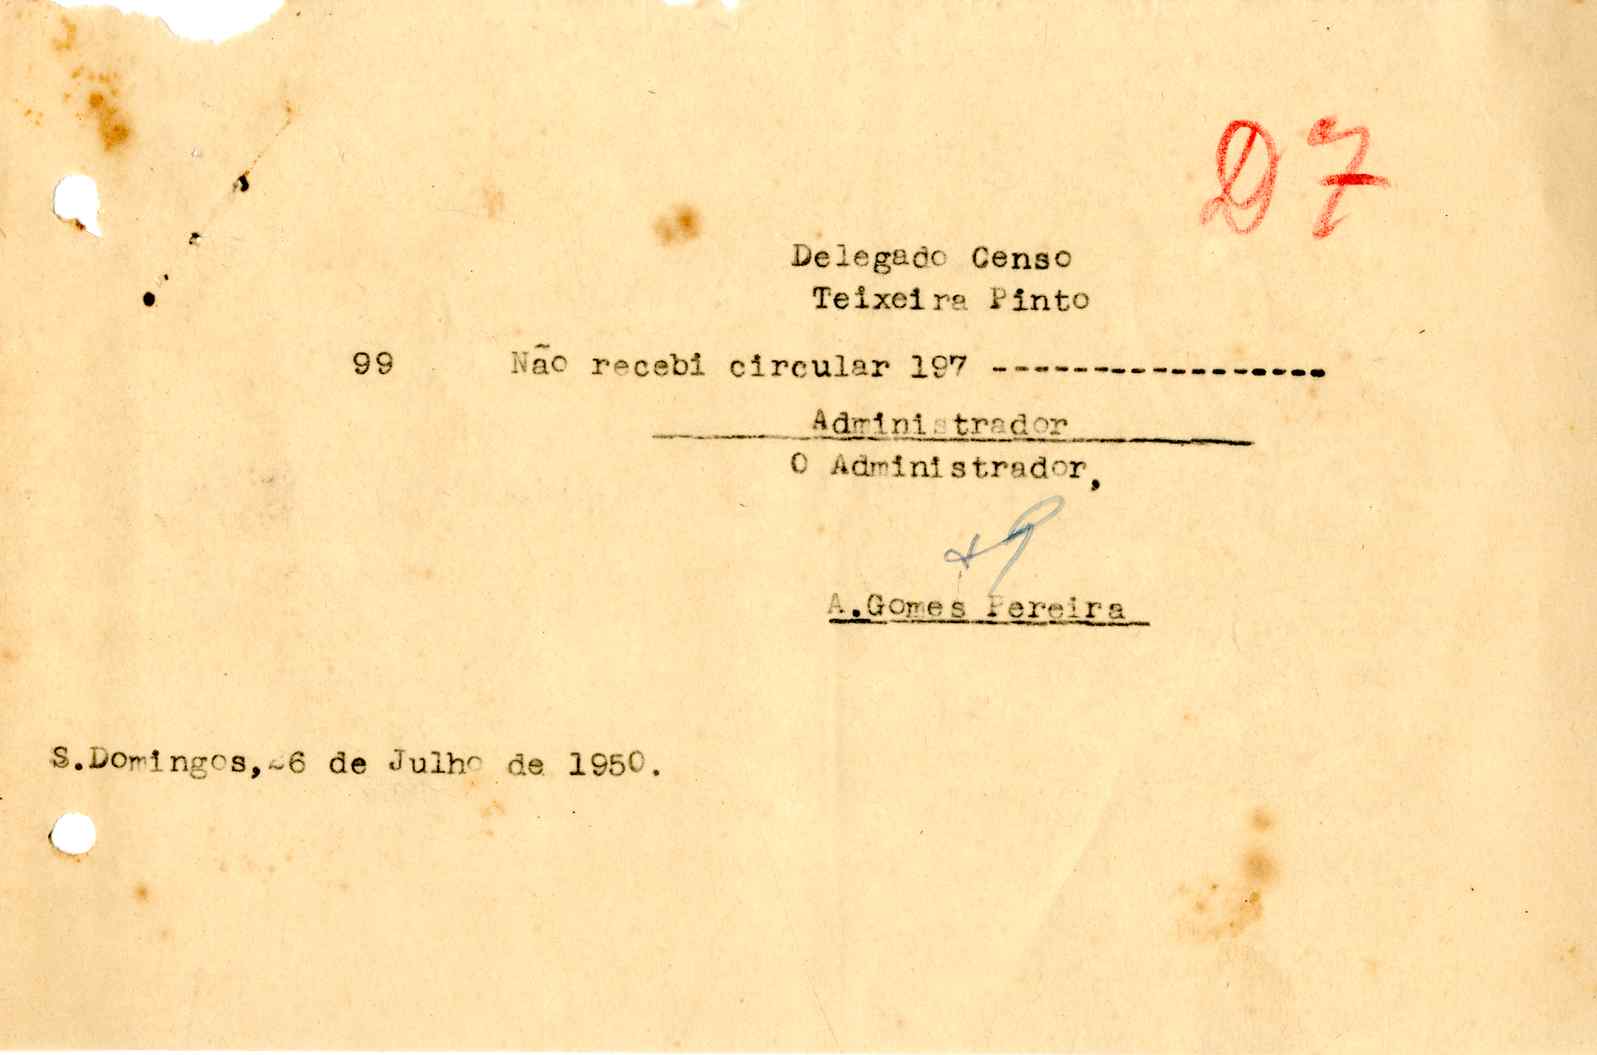 D7
Delegado Censo
Teixeira Pinto
99 Não recebi circular 197 ------------------
Administrador
O Administrador,
A.Gomes Pereira
S.Domingos, 26 de Julho de 1950.